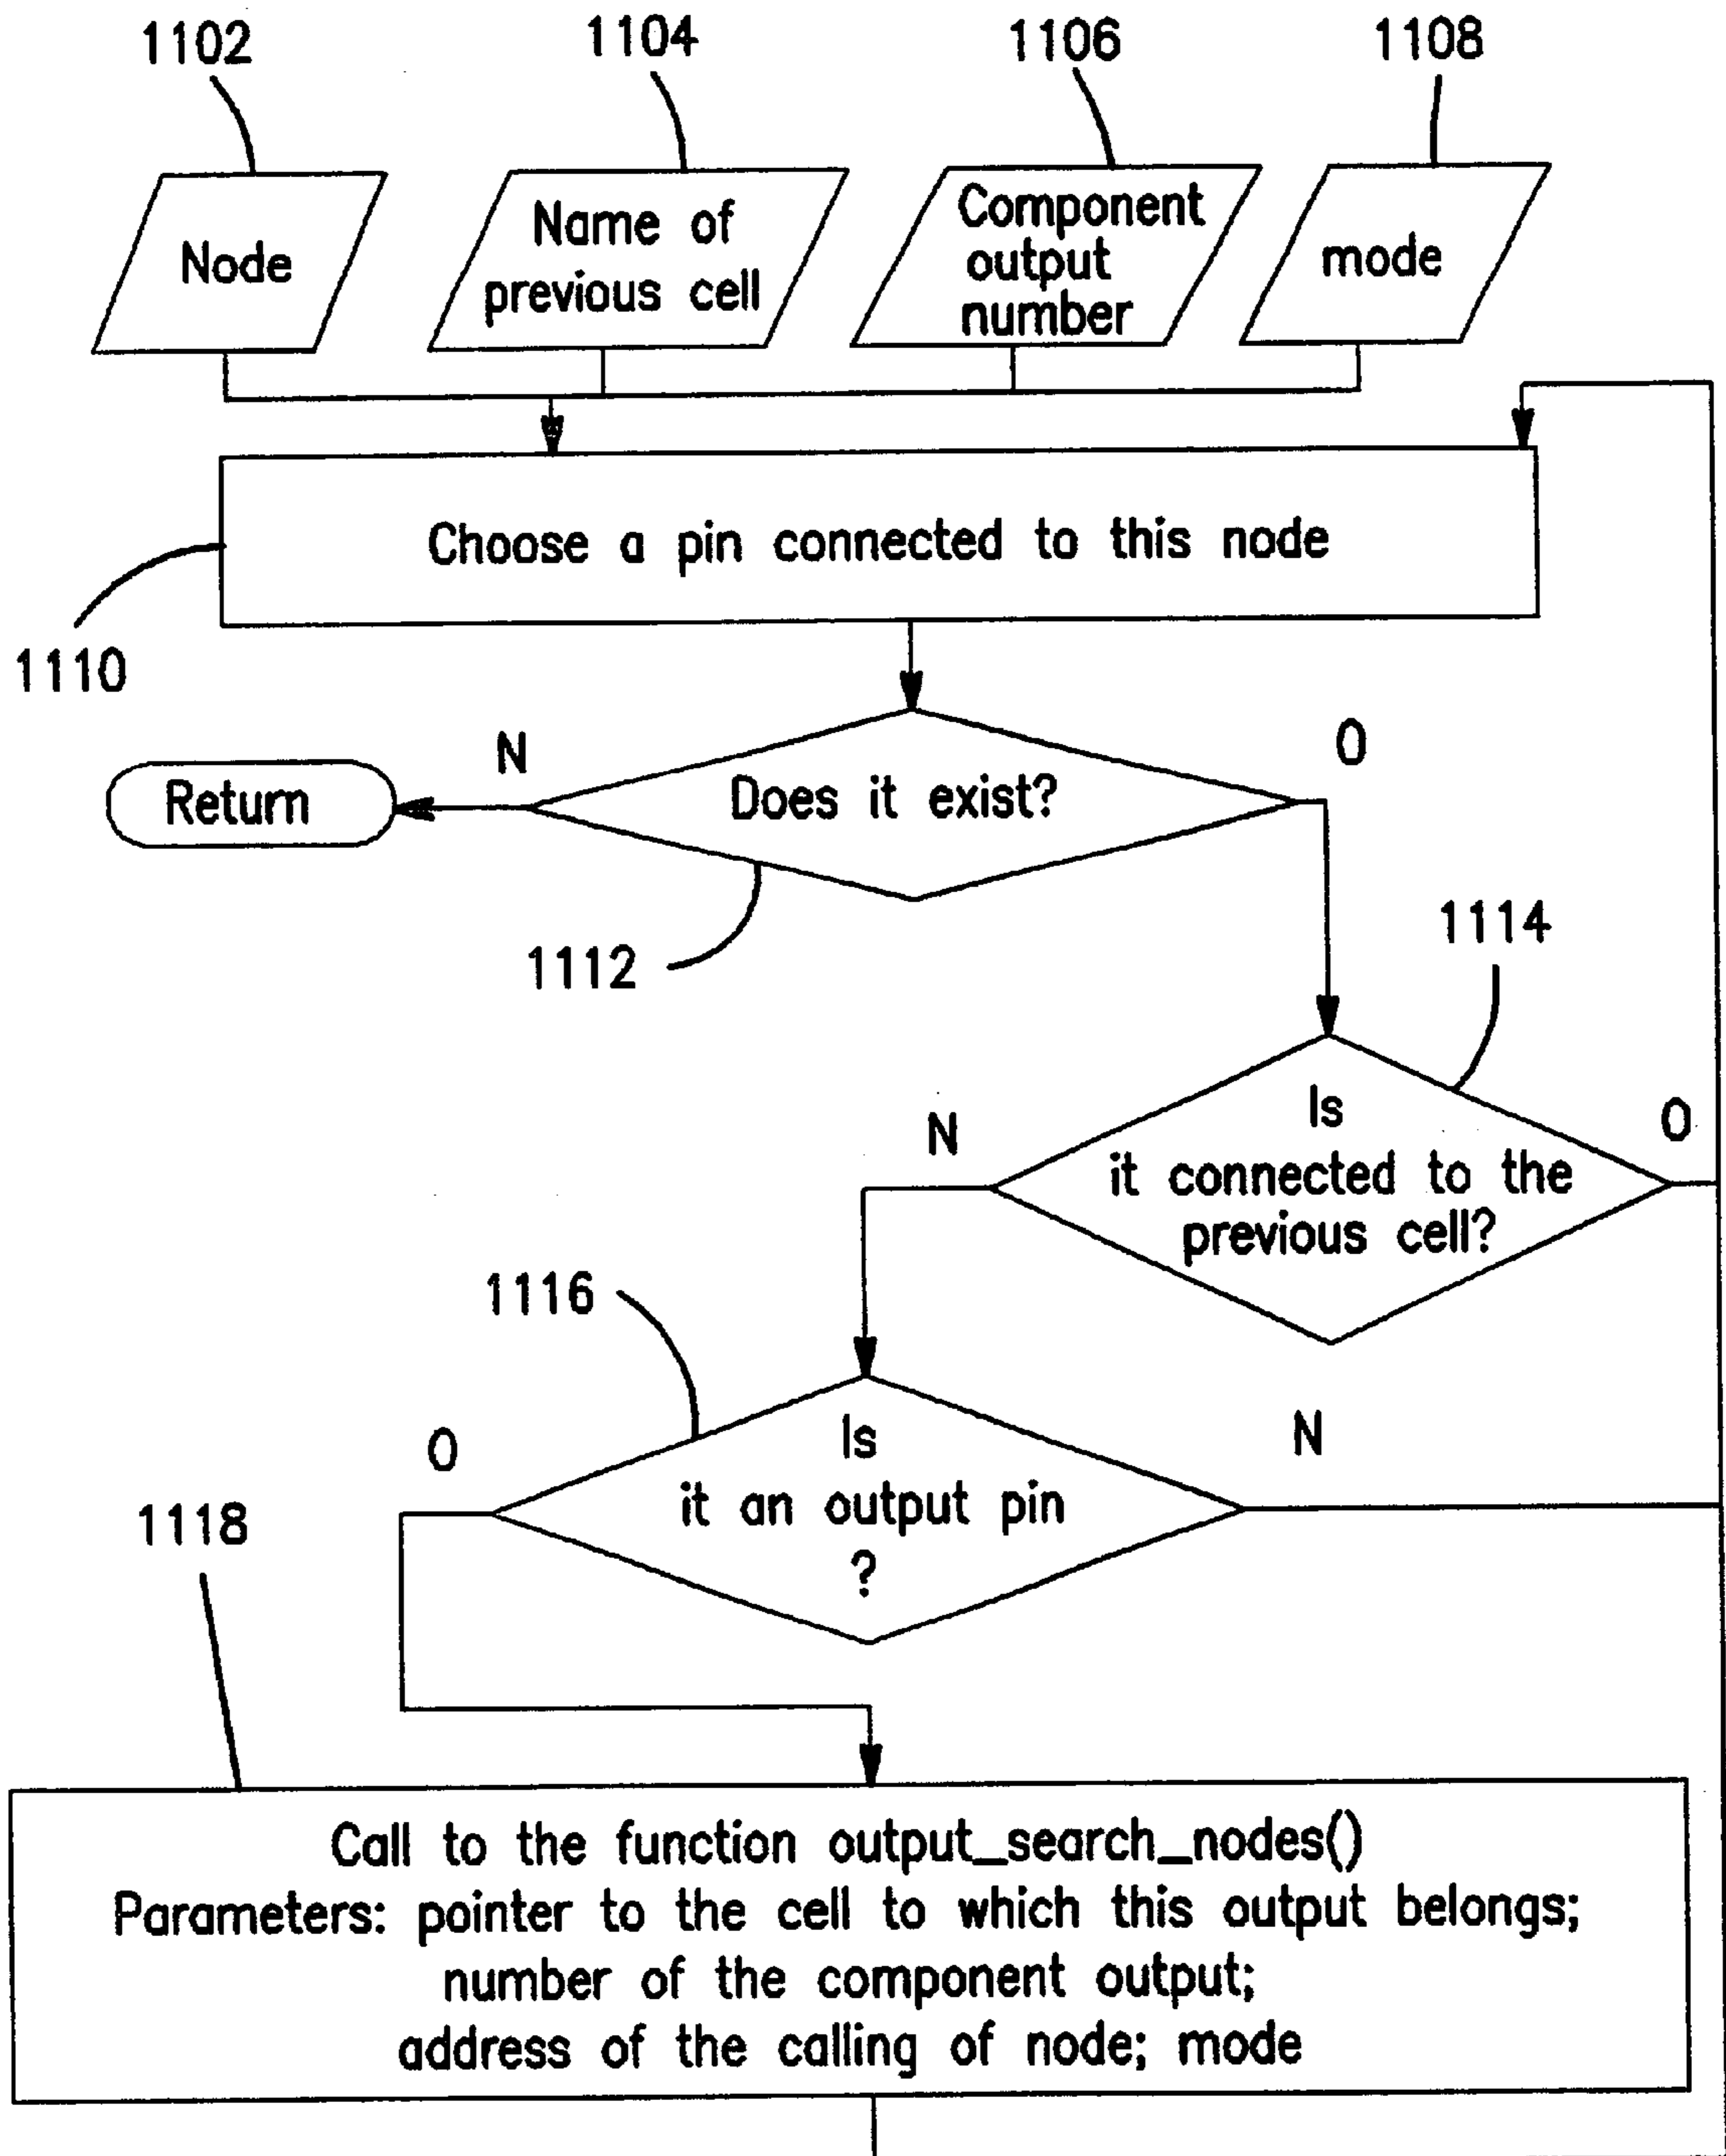 1102
1104
1106
1108
Node
Name of
previous cell
Component
output
number
mode
Choose a pin connected to this node
1110
N
O
Return
Does it exist?
1112
1114
N
Is
O
it connected to the
previous cell?
1116
O
Is
N
it an output pin
?
1118
Call to the function output_search_nodes()
Parameters: pointer to the cell to which this output belongs;
number of the component output;
address of the calling of node; mode